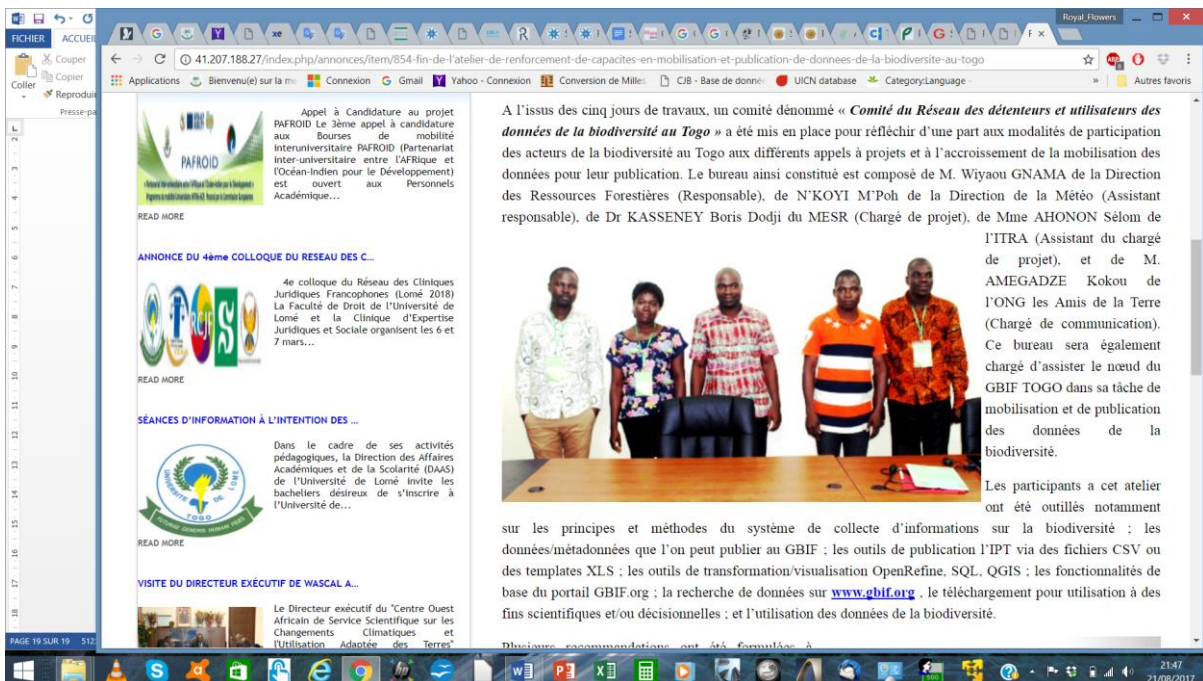 Royal_Flowers
FICHIER
ACCUEIL
Couper
Copier
Reproduir
Coller
Presse-pa
41.207.188.27/index.php/annonces/item/854-fin-de-l'atelier-de-renforcement-de-capacites-en-mobilisation-et-publication-de-donnees-de-la-biodiversite-au-togo
Applications
Bienvenu(e) sur la me
Connexion
Gmail
Yahoo - Connexion
Conversion de Milles
CJB - Base de donné
UICN database
Category:Language -
»
Autres favoris
PAFROID
Appel à Candidature au projet
PAFROID Le 3ème appel à candidature
aux Bourses de mobilité
interuniversitaire PAFROID (Partenariat
inter-universitaire entre l'AFRique et
l'Océan-Indien pour le Développement)
est ouvert aux Personnels
Académique...
READ MORE
ANNONCE DU 4ème COLLOQUE DU RESEAU DES C...
4e colloque du Réseau des Cliniques
Juridiques Francophones (Lomé 2018)
La Faculté de Droit de l'Université de
Lomé et la Clinique d'Expertise
Juridiques et Sociale organisent les 6 et
7 mars...
READ MORE
SÉANCES D'INFORMATION À L'INTENTION DES ...
UNIVERSITE DE LOME
TOGO
Dans le cadre de ses activités
pédagogiques, la Direction des Affaires
Académiques et de la Scolarité (DAAS)
de l'Université de Lomé invite les
bacheliers désireux de s'inscrire à
l'Université de...
READ MORE
VISITE DU DIRECTEUR EXÉCUTIF DE WASCAL A...
Le Directeur exécutif du "Centre Ouest
Africain de Service Scientifique sur les
Changements Climatiques et
l'Utilisation Adaptée des Terres"
A l'issus des cinq jours de travaux, un comité dénommé « Comité du Réseau des détenteurs et utilisateurs des
données de la biodiversité au Togo » a été mis en place pour réfléchir d'une part aux modalités de participation
des acteurs de la biodiversité au Togo aux différents appels à projets et à l'accroissement de la mobilisation des
données pour leur publication. Le bureau ainsi constitué est composé de M. Wiyaou GNAMA de la Direction
des Ressources Forestières (Responsable), de N'KOYI M'Poh de la Direction de la Météo (Assistant
responsable), de Dr KASSENEY Boris Dodji du MESR (Chargé de projet), de Mme AHONON Sélom de
l'ITRA (Assistant du chargé
de projet), et de M.
AMEGADZE Kokou de
l'ONG les Amis de la Terre
(Chargé de communication).
Ce bureau sera également
chargé d'assister le nœud du
GBIF TOGO dans sa tâche de
mobilisation et de publication
des données de la
biodiversité.
Les participants a cet atelier
ont été outillés notamment
sur les principes et méthodes du système de collecte d'informations sur la biodiversité ; les
données/métadonnées que l'on peut publier au GBIF ; les outils de publication l'IPT via des fichiers CSV ou
des templates XLS ; les outils de transformation/visualisation OpenRefine, SQL, QGIS ; les fonctionnalités de
base du portail GBIF.org ; la recherche de données sur www.gbif.org , le téléchargement pour utilisation à des
fins scientifiques et/ou décisionnelles ; et l'utilisation des données de la biodiversité.
Plusieurs recommandations ont été formulées à
PAGE 19 SUR 19
512
21:47
21/08/2017